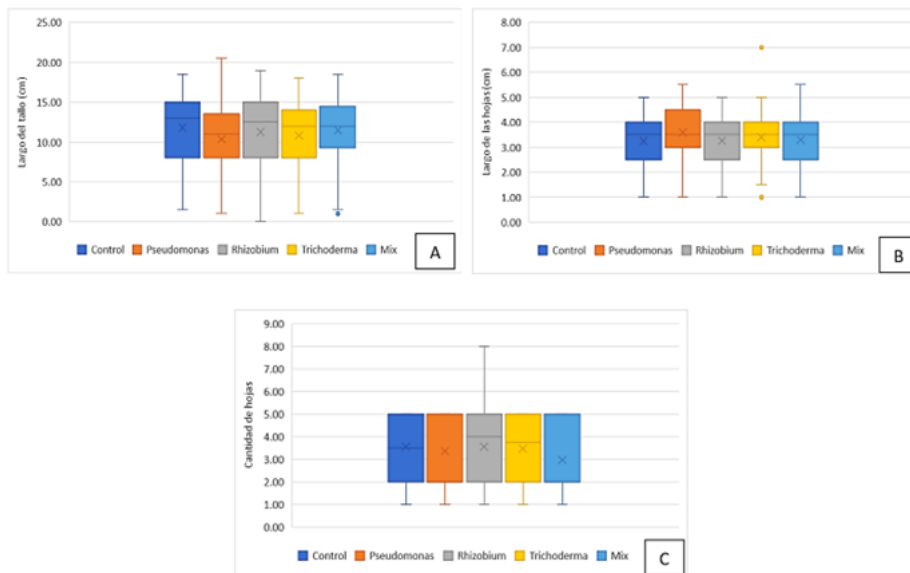 25.00
20.00
15.00
10.00
5.00
0.00
Largo del tallo (cm)
Control Pseudomonas Rhizobium Trichoderma Mix
A
8.00
7.00
6.00
5.00
4.00
3.00
2.00
1.00
0.00
Largo de las hojas (cm)
Control Pseudomonas Rhizobium Trichoderma Mix
B
9.00
8.00
7.00
6.00
5.00
4.00
3.00
2.00
1.00
0.00
Cantidad de hojas
Control Pseudomonas Rhizobium Trichoderma Mix
C